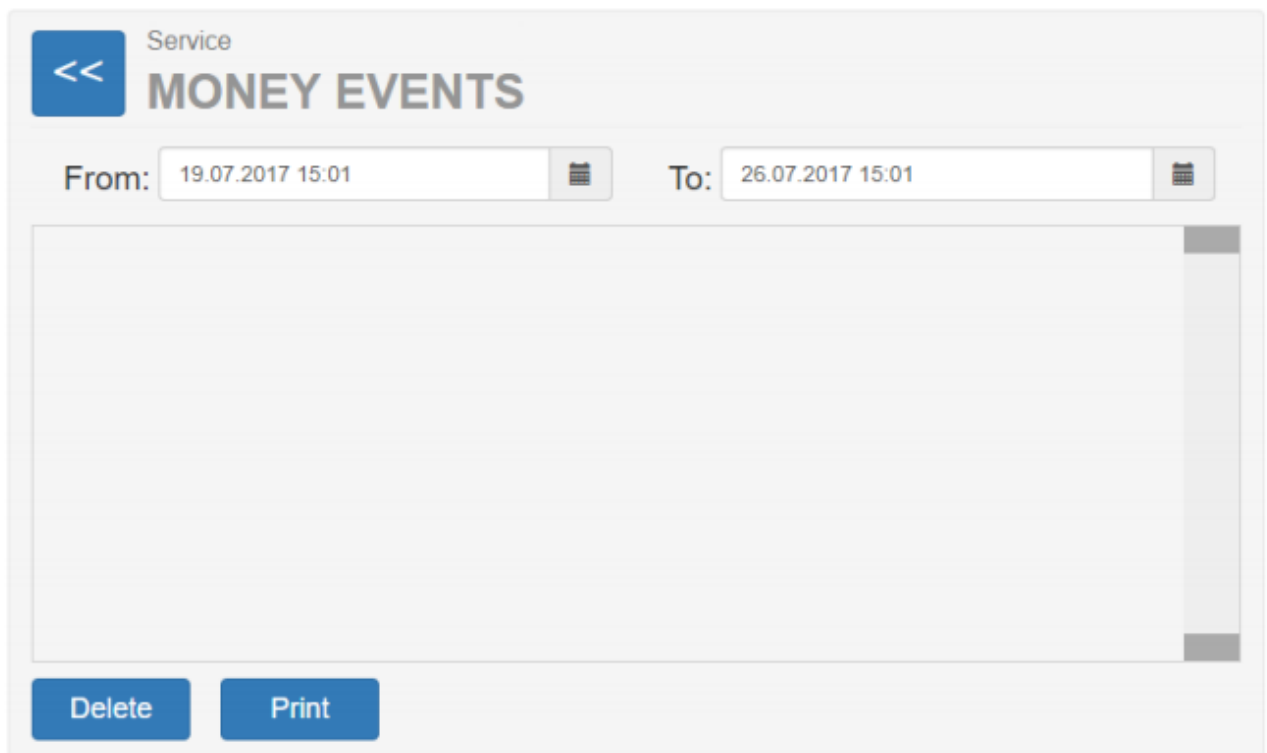 Service
<< MONEY EVENTS
From: 19.07.2017 15:01 To: 26.07.2017 15:01
Delete Print